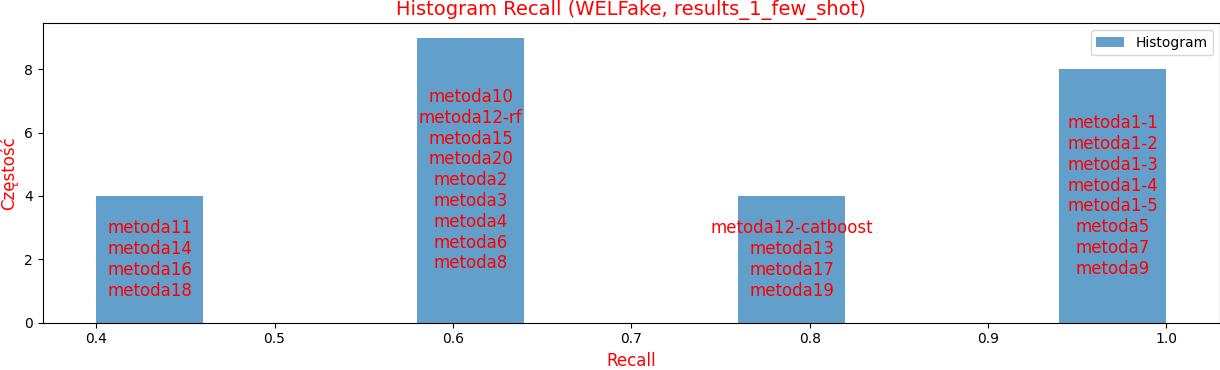 Histogram Recall (WELFake, results_1_few_shot)
Histogram
Częstość
8
6
4
2
0
metoda11
metoda14
metoda16
metoda18
metoda10
metoda12-rf
metoda15
metoda20
metoda2
metoda3
metoda4
metoda6
metoda8
metoda12-catboost
metoda13
metoda17
metoda19
metoda1-1
metoda1-2
metoda1-3
metoda1-4
metoda1-5
metoda5
metoda7
metoda9
0.4 0.5 0.6 0.7 0.8 0.9 1.0
Recall